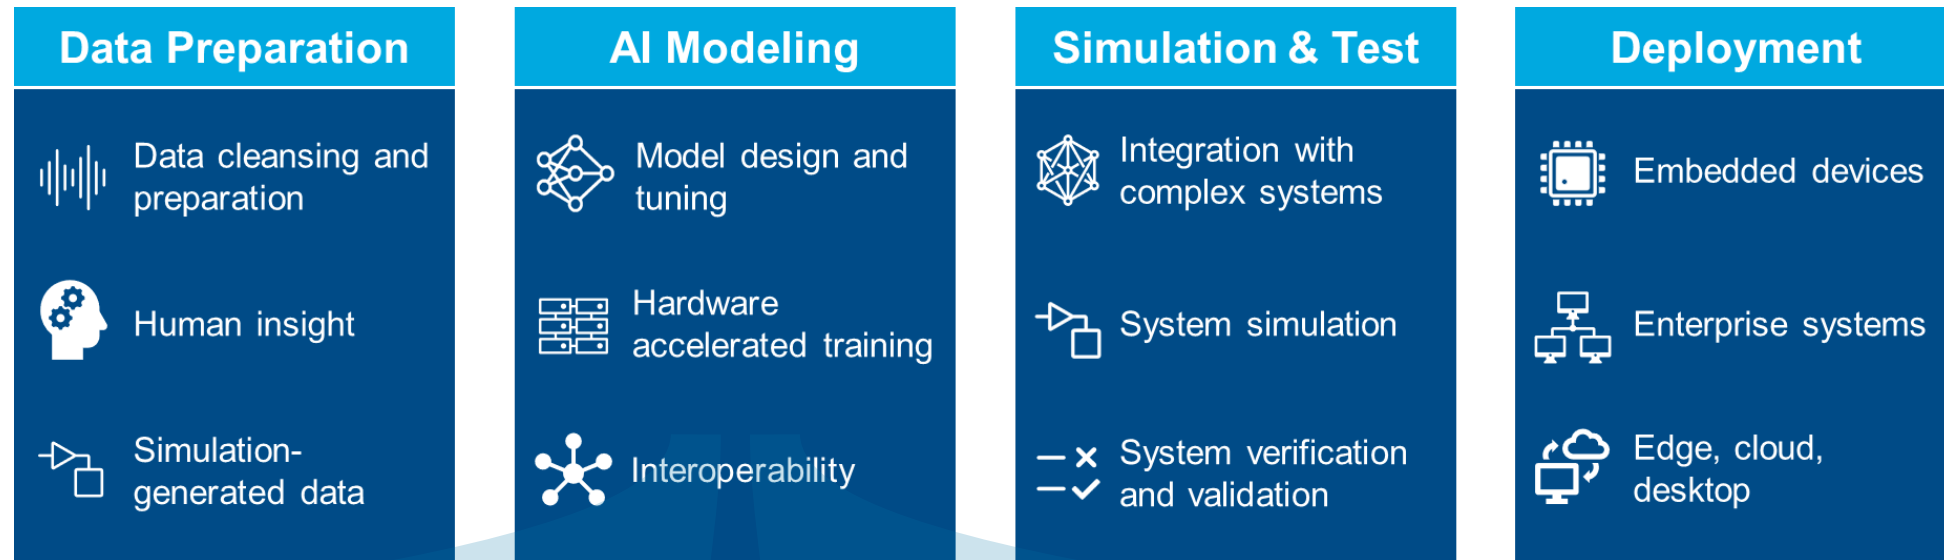 Data Preparation
Data cleansing and
preparation
Human insight
Simulation-
generated data
AI Modeling
Model design and
tuning
Hardware
accelerated training
Interoperability
Simulation & Test
Integration with
complex systems
System simulation
System verification
and validation
Deployment
Embedded devices
Enterprise systems
Edge, cloud,
desktop